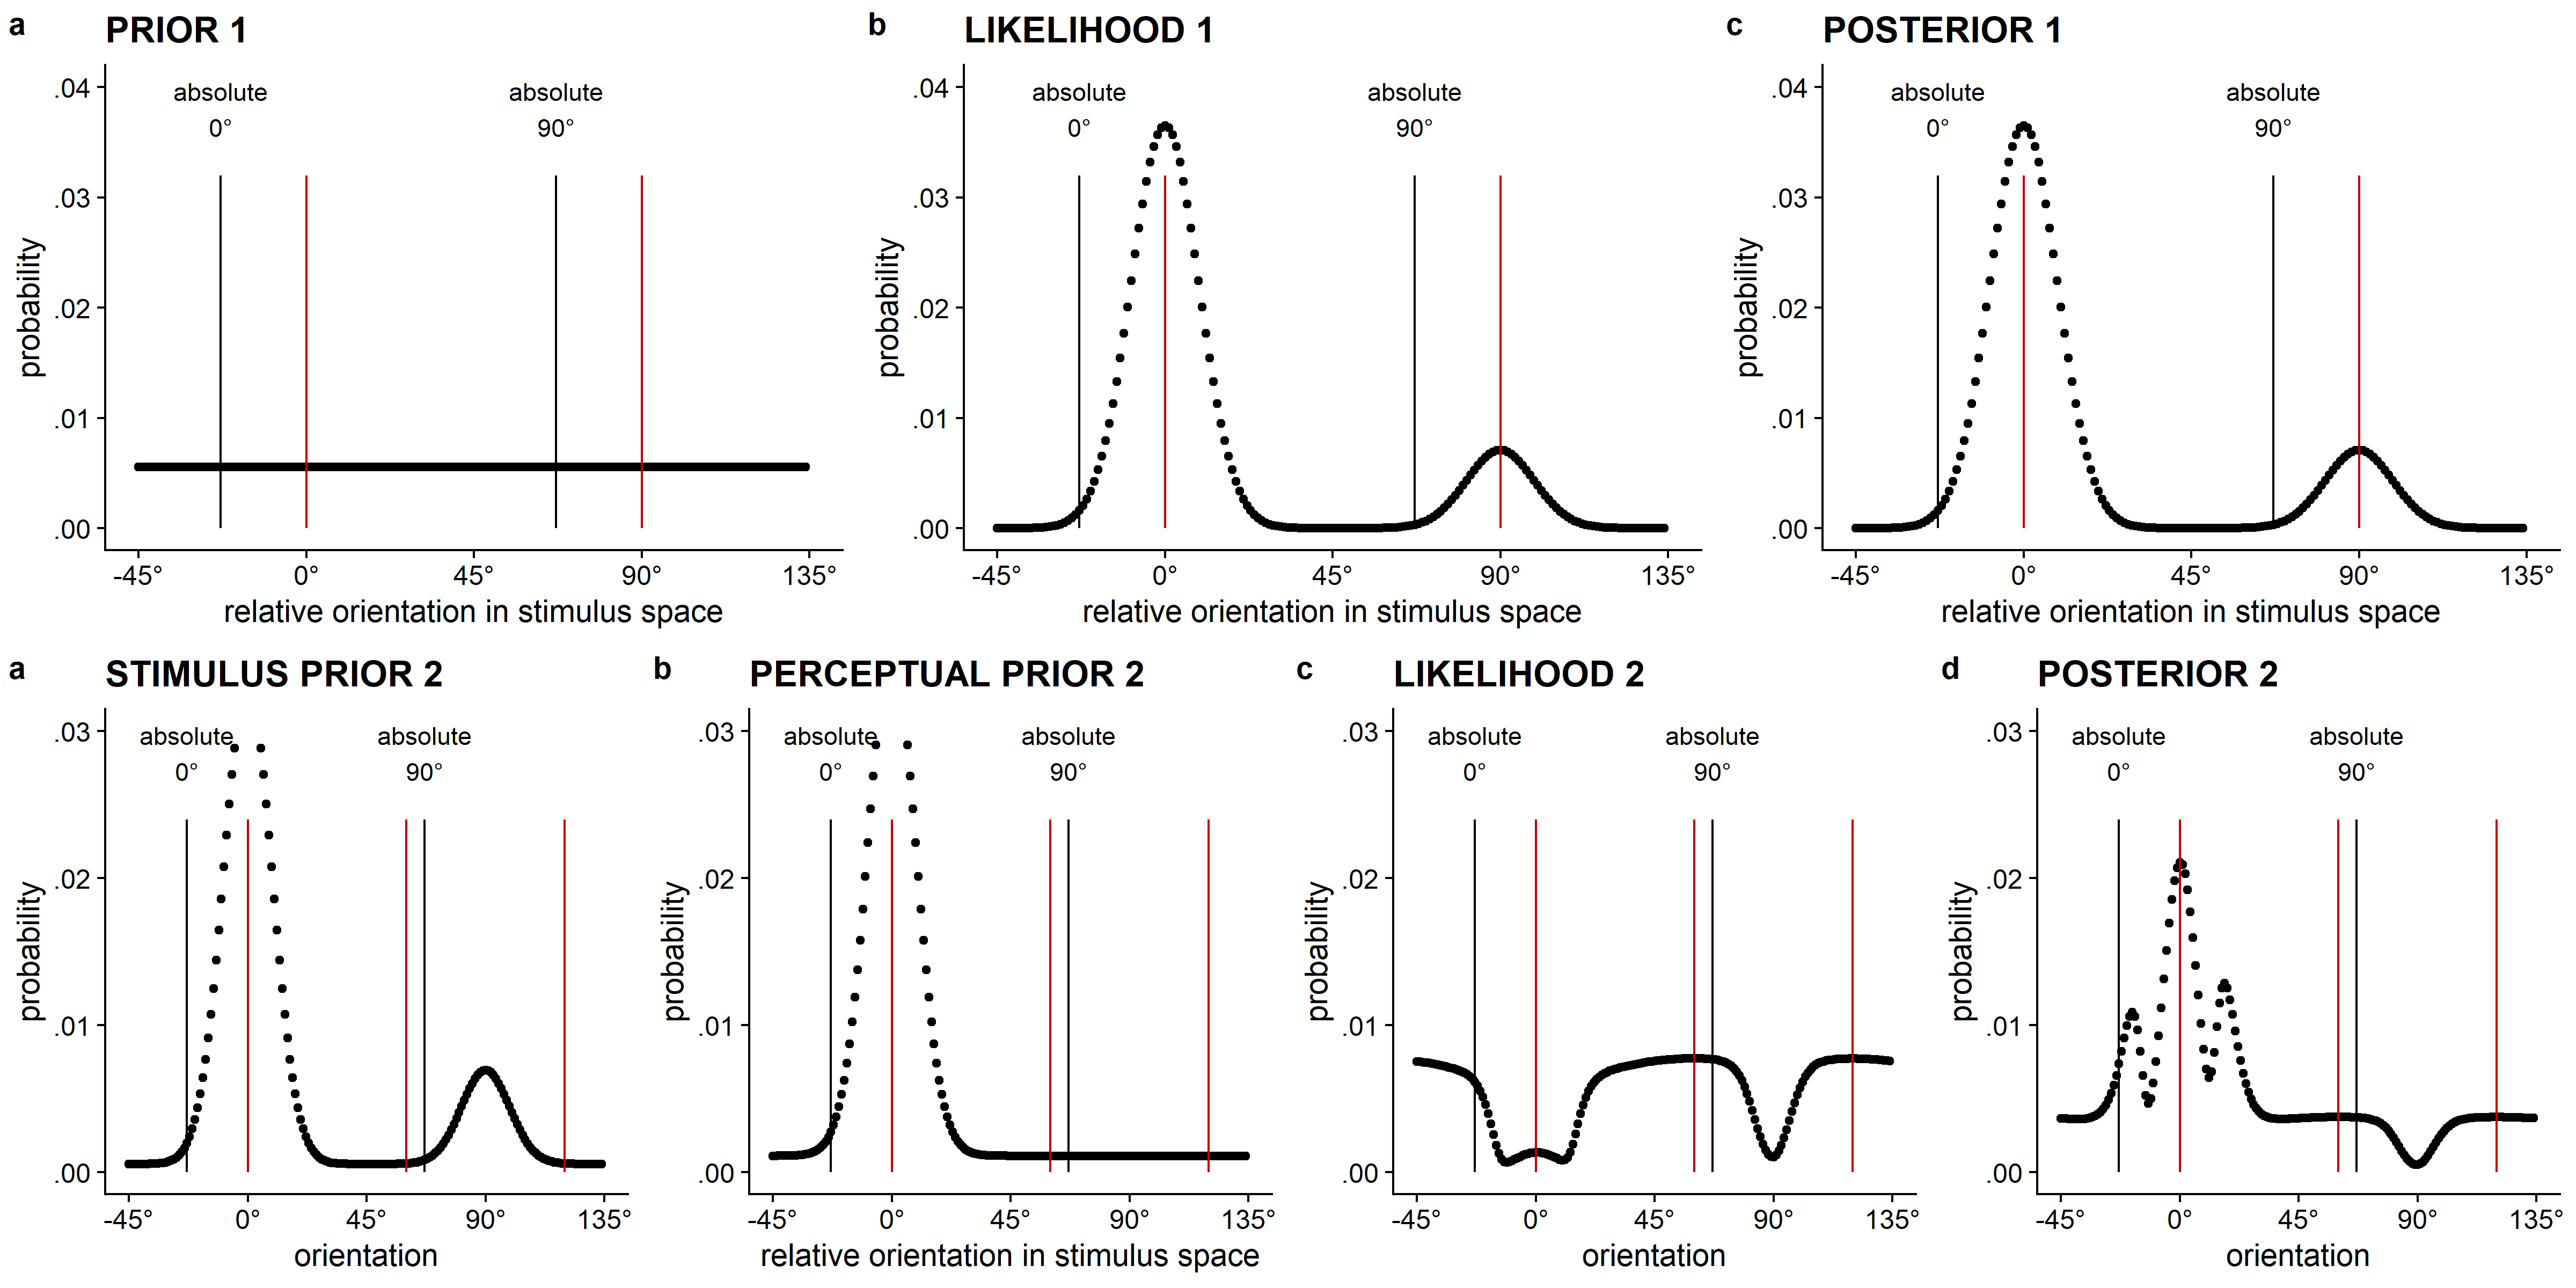 a PRIOR 1
absolute 0°
absolute 90°
.04
.03
.02
.01
.00
probability
-45° 0° 45° 90° 135°
relative orientation in stimulus space
b LIKELIHOOD 1
absolute 0°
absolute 90°
.04
.03
.02
.01
.00
probability
-45° 0° 45° 90° 135°
relative orientation in stimulus space
c POSTERIOR 1
absolute 0°
absolute 90°
.04
.03
.02
.01
.00
probability
-45° 0° 45° 90° 135°
relative orientation in stimulus space
a STIMULUS PRIOR 2
absolute 0°
absolute 90°
.03
.02
.01
.00
probability
-45° 0° 45° 90° 135°
orientation
b PERCEPTUAL PRIOR 2
absolute 0°
absolute 90°
.03
.02
.01
.00
probability
-45° 0° 45° 90° 135°
relative orientation in stimulus space
c LIKELIHOOD 2
absolute 0°
absolute 90°
.03
.02
.01
.00
probability
-45° 0° 45° 90° 135°
orientation
d POSTERIOR 2
absolute 0°
absolute 90°
.03
.02
.01
.00
probability
-45° 0° 45° 90° 135°
orientation